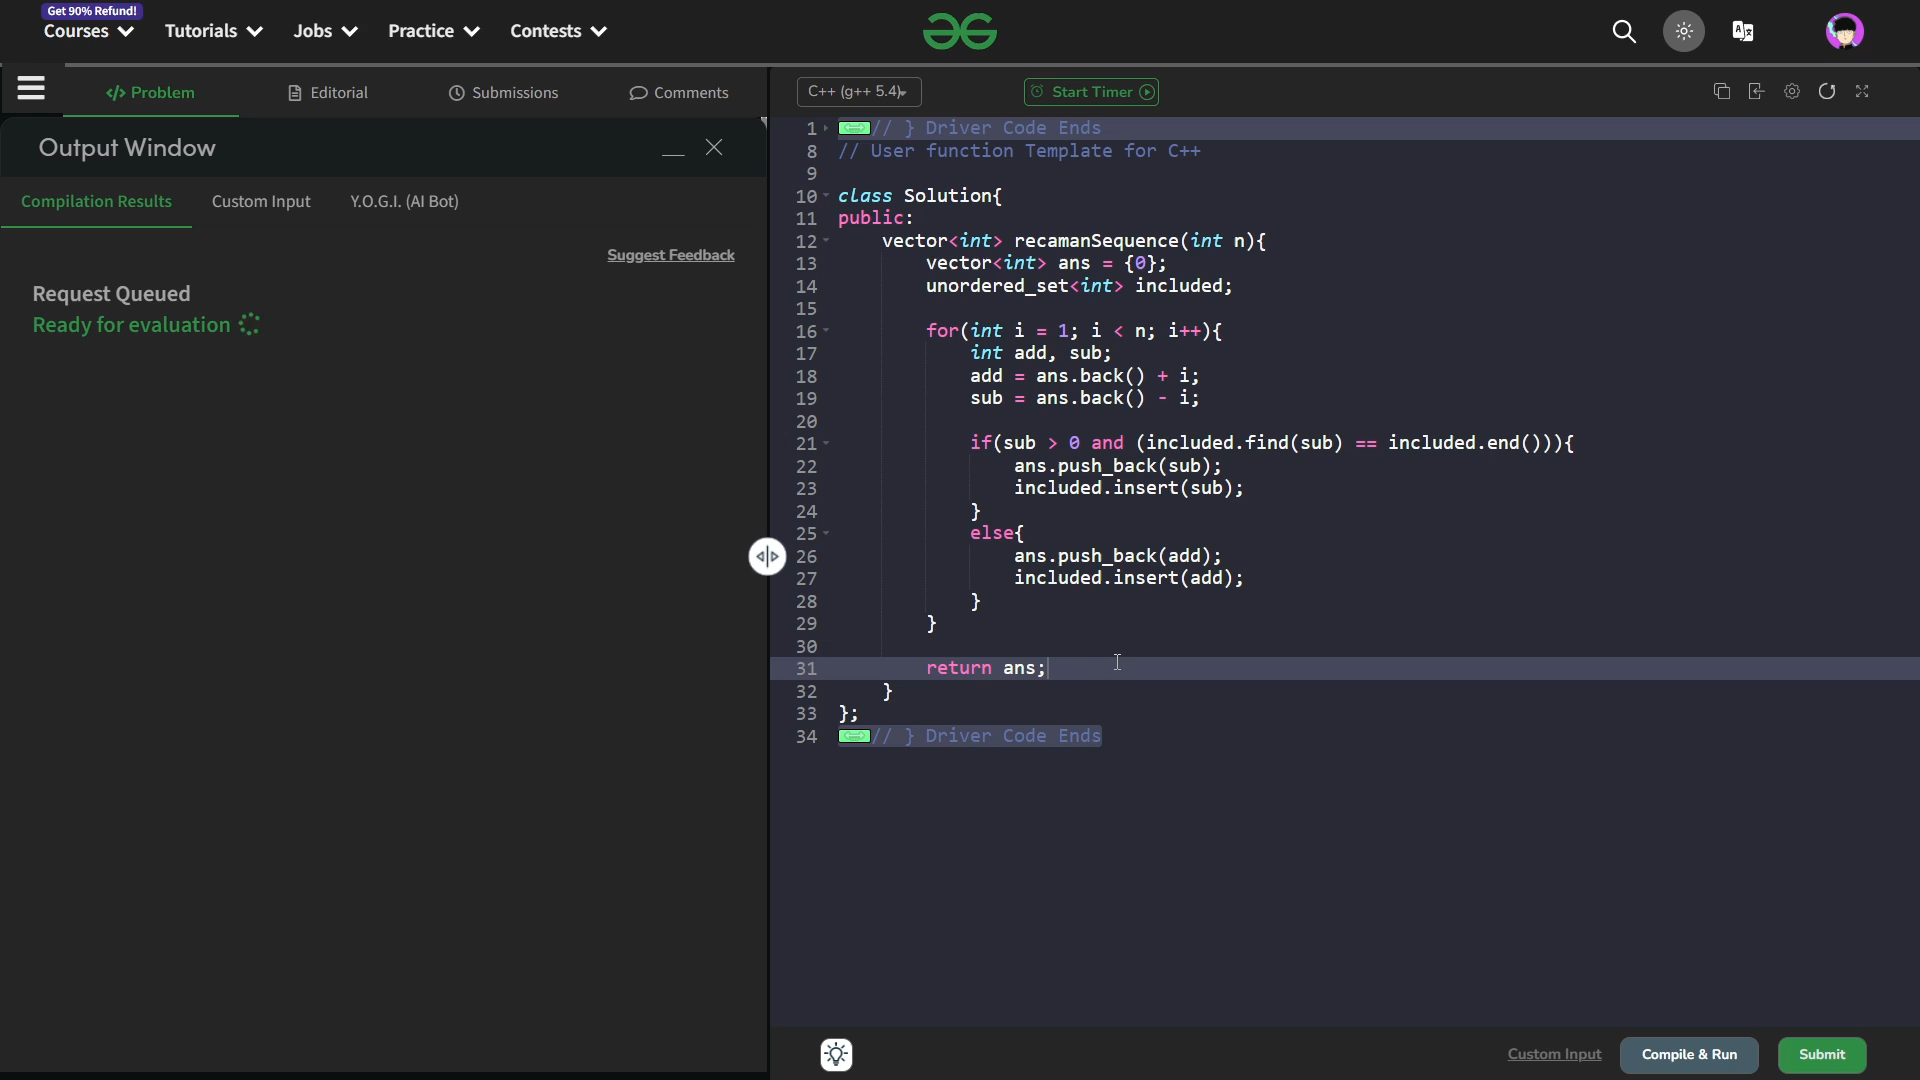 Get 90% Refund!
Courses Tutorials Jobs Practice Contests
</> Problem Editorial Submissions Comments
C++ (g++ 5.4) Start Timer
Output Window
Compilation Results Custom Input Y.O.G.I. (AI Bot)
Suggest Feedback
Request Queued
Ready for evaluation
1 // } Driver Code Ends
8 // User function Template for C++
9
10 class Solution{
11 public:
12 vector<int> recamanSequence(int n){
13 vector<int> ans = {0};
14 unordered_set<int> included;
15
16 for(int i = 1; i < n; i++){
17 int add, sub;
18 add = ans.back() + i;
19 sub = ans.back() - i;
20
21 if(sub > 0 and (included.find(sub) == included.end())){
22 ans.push_back(sub);
23 included.insert(sub);
24 }
25 else{
26 ans.push_back(add);
27 included.insert(add);
28 }
29 }
30
31 return ans;
32 }
33 };
34 // } Driver Code Ends
Custom Input Compile & Run Submit